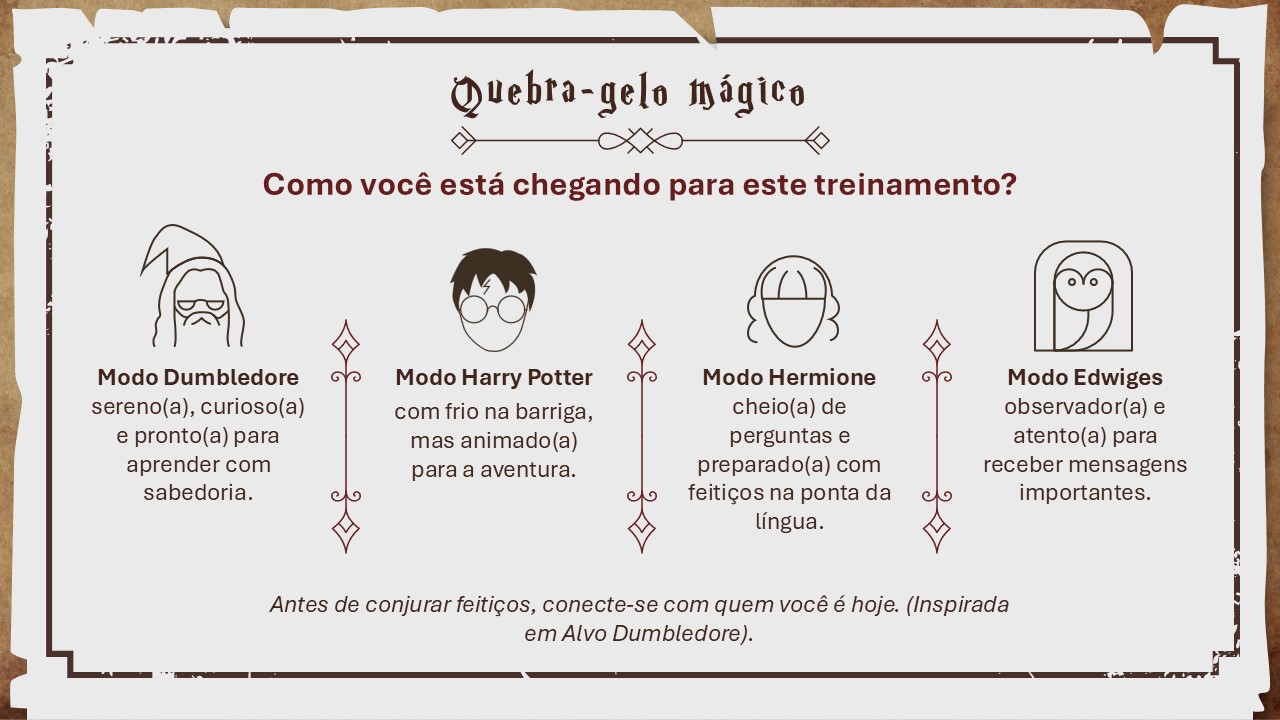 Quebra-gelo mágico
Como você está chegando para este treinamento?
Modo Dumbledore
sereno(a), curioso(a)
e pronto(a) para
aprender com
sabedoria.
Modo Harry Potter
com frio na barriga,
mas animado(a)
para a aventura.
Modo Hermione
cheio(a) de
perguntas e
preparado(a) com
feitiços na ponta da
língua.
Modo Edwiges
observador(a) e
atento(a) para
receber mensagens
importantes.
Antes de conjurar feitiços, conecte-se com quem você é hoje. (Inspirada
em Alvo Dumbledore).